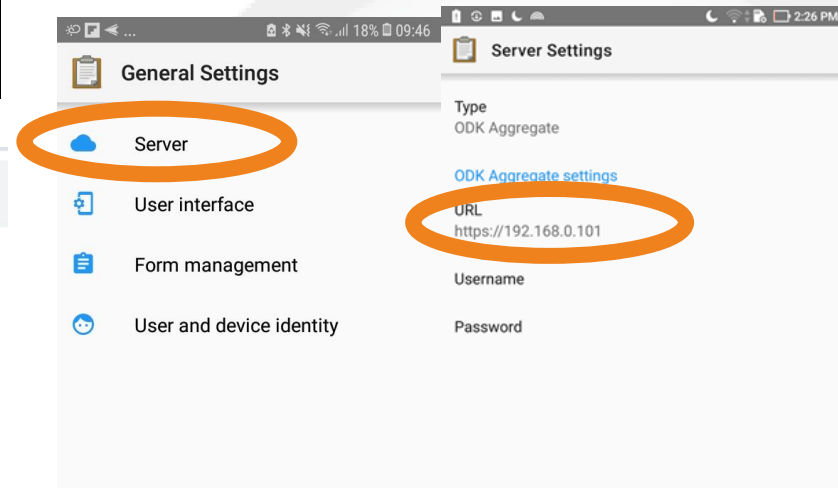 ... 18% 09:46
General Settings
Server
User interface
Form management
User and device identity
2:26 PM
Server Settings
Type
ODK Aggregate
ODK Aggregate settings
URL
https://192.168.0.101
Username
Password